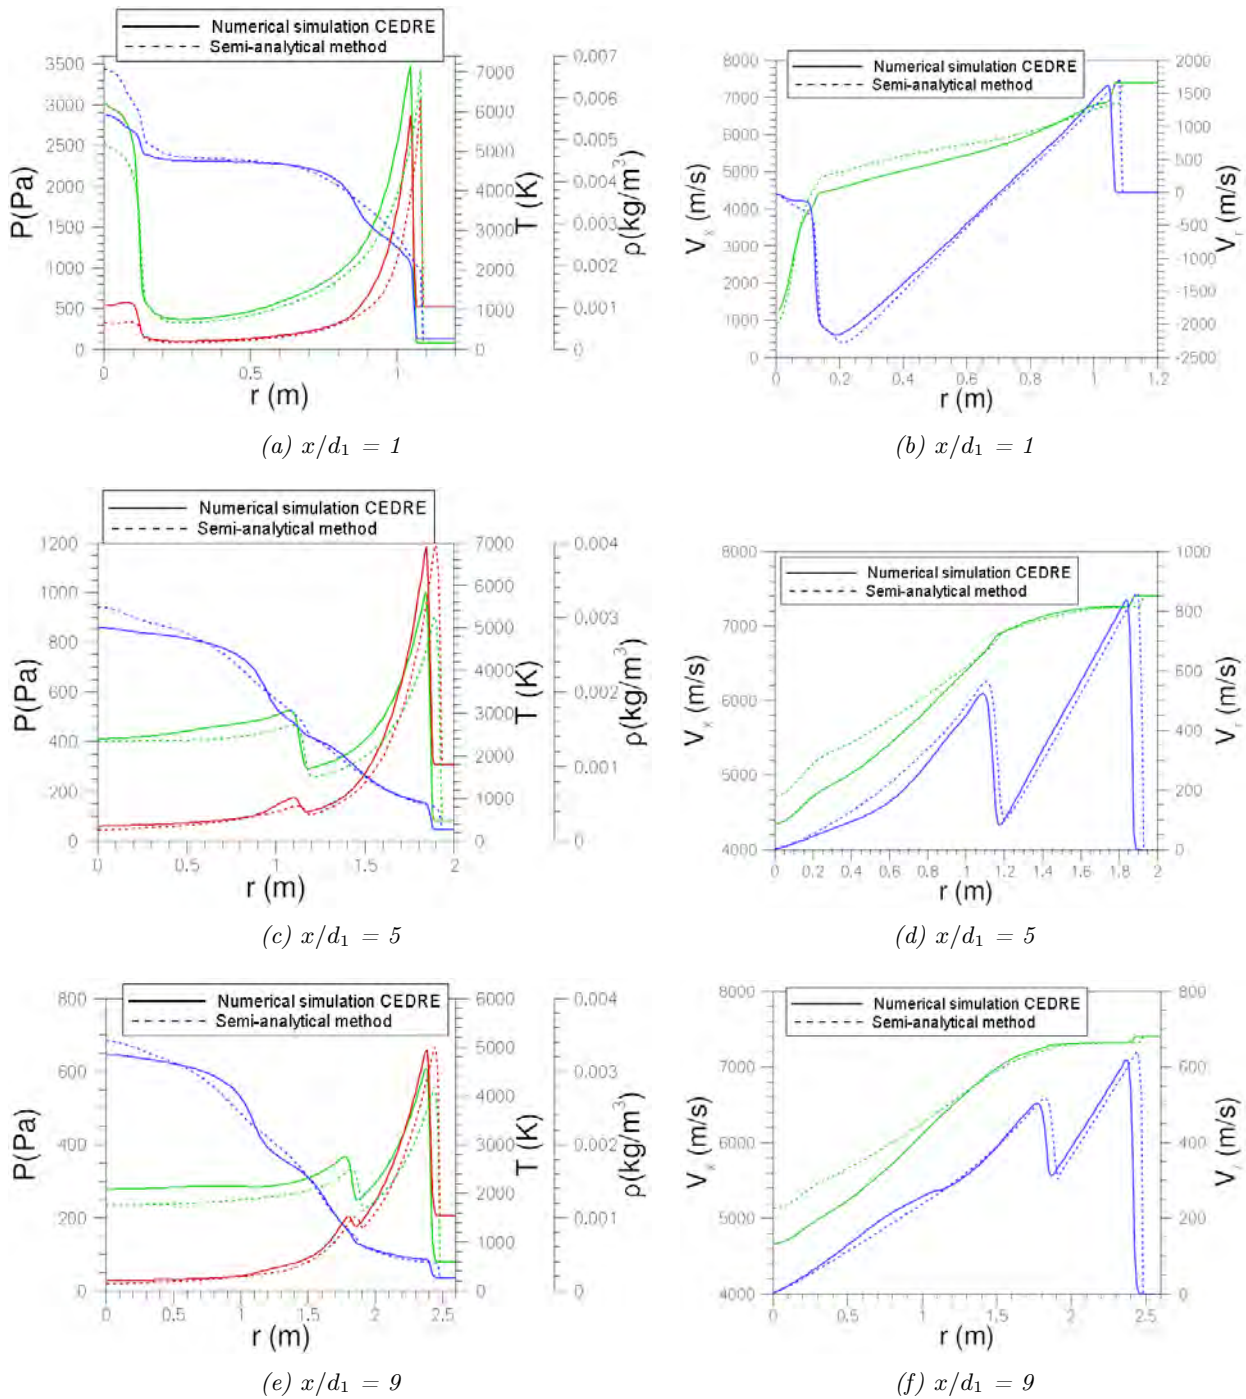 Numerical simulation CEDRE
Semi-analytical method
P(Pa)
3500
3000
2500
2000
1500
1000
500
0
7000
6000
5000
4000
3000
2000
1000
0
T (K)
0.007
0.006
0.005
0.004
0.003
0.002
0.001
0
ρ(kg/m³)
0 0.5 1
r (m)
(a) x/d₁ = 1
Numerical simulation CEDRE
Semi-analytical method
Vₓ (m/s)
8000
7000
6000
5000
4000
3000
2000
1000
0
2000
1500
1000
500
0
-500
-1000
-1500
-2000
-2500
Vᵣ (m/s)
0 0.2 0.4 0.6 0.8 1 1.2
r (m)
(b) x/d₁ = 1
Numerical simulation CEDRE
Semi-analytical method
P(Pa)
1200
1000
800
600
400
200
0
7000
6000
5000
4000
3000
2000
1000
0
T (K)
0.004
0.003
0.002
0.001
0
ρ(kg/m³)
0 0.5 1 1.5 2
r (m)
(c) x/d₁ = 5
Numerical simulation CEDRE
Semi-analytical method
Vₓ (m/s)
8000
7000
6000
5000
4000
1000
800
600
400
200
0
Vᵣ (m/s)
0 0.2 0.4 0.6 0.8 1 1.2 1.4 1.6 1.8 2
r (m)
(d) x/d₁ = 5
Numerical simulation CEDRE
Semi-analytical method
P(Pa)
800
600
400
200
0
6000
5000
4000
3000
2000
1000
0
T (K)
0.004
0.003
0.002
0.001
0
ρ(kg/m³)
0 0.5 1 1.5 2 2.5
r (m)
(e) x/d₁ = 9
Numerical simulation CEDRE
Semi-analytical method
Vₓ (m/s)
8000
7000
6000
5000
4000
800
600
400
200
0
Vᵣ (m/s)
0 0.5 1 1.5 2 2.5
r (m)
(f) x/d₁ = 9